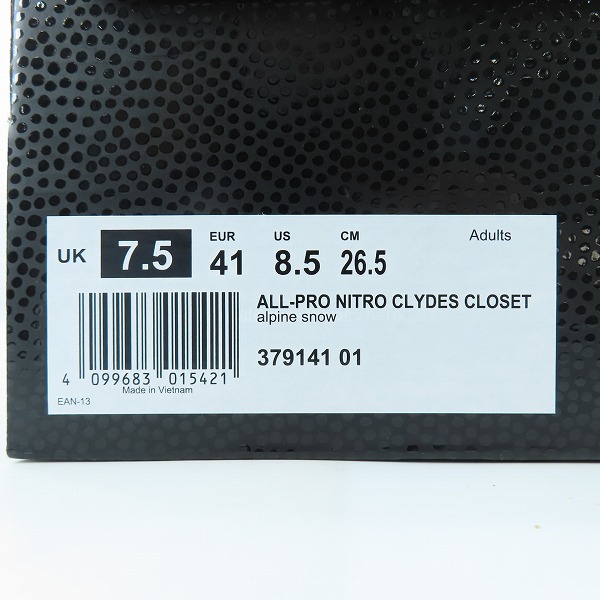 UK 7.5 EUR 41 US 8.5 CM 26.5 Adults
ALL-PRO NITRO CLYDES CLOSET
alpine snow
379141 01
4 099683 015421
Made in Vietnam
EAN-13